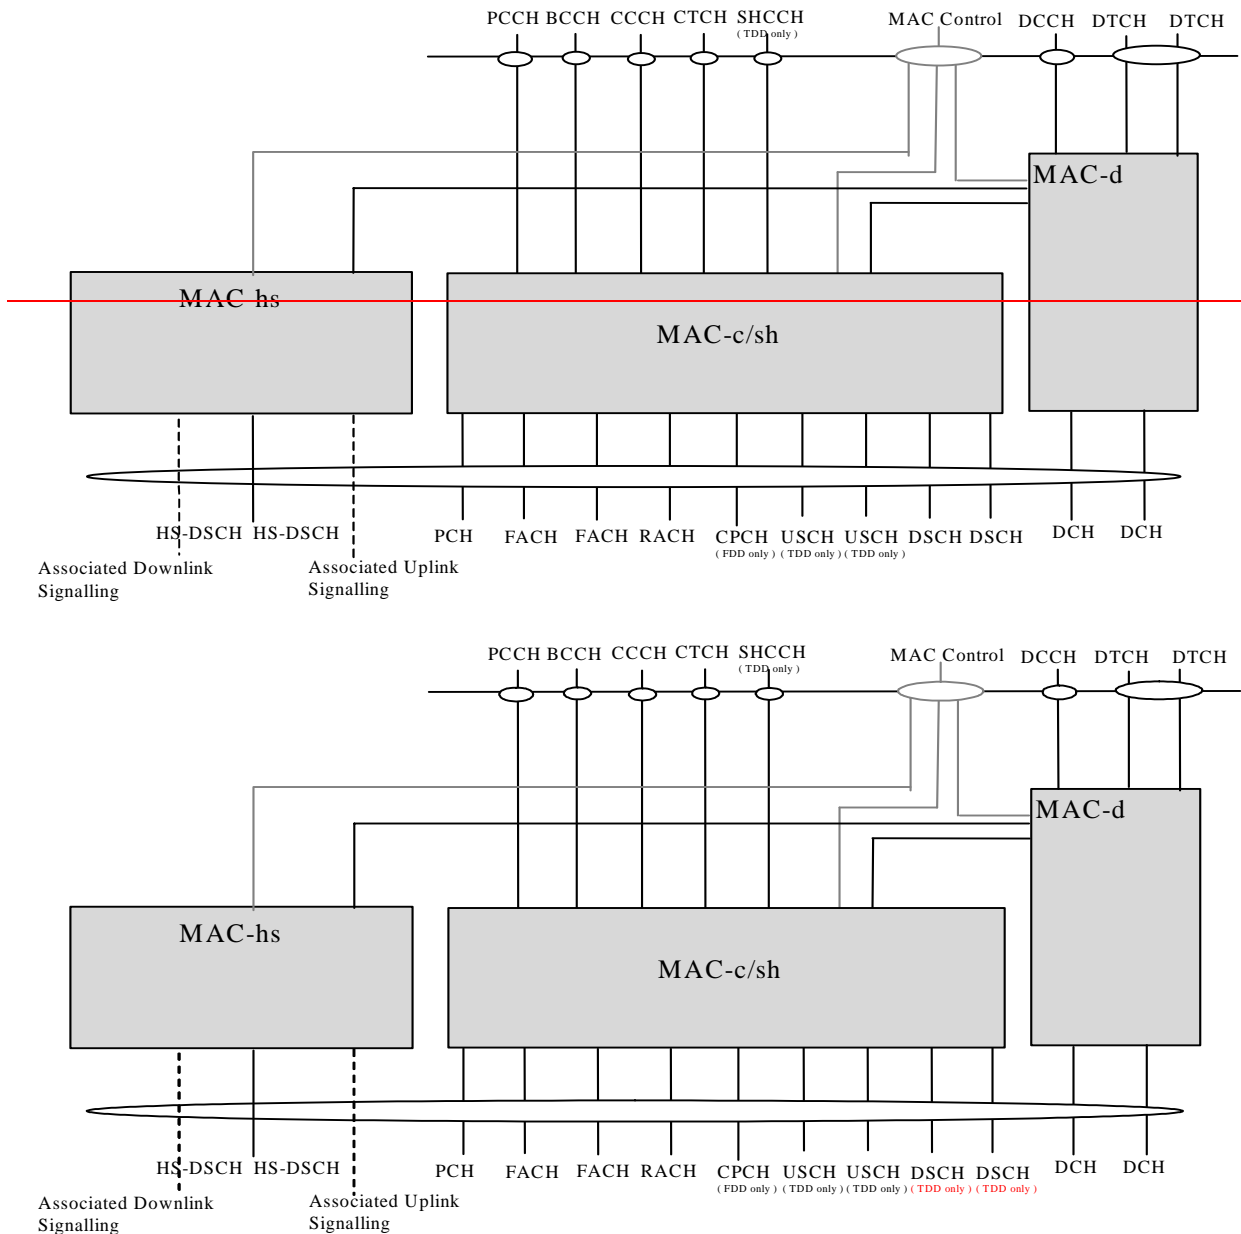 PCCH BCCH CCCH CTCH SHCCH MAC Control DCCH DTCH DTCH
( TDD only )
MAC-d
MAC-hs
MAC-c/sh
HS-DSCH HS-DSCH PCH FACH FACH RACH CPCH USCH USCH DSCH DSCH DCH DCH
( FDD only ) ( TDD only ) ( TDD only )
Associated Downlink Associated Uplink
Signalling Signalling
PCCH BCCH CCCH CTCH SHCCH MAC Control DCCH DTCH DTCH
( TDD only )
MAC-d
MAC-hs
MAC-c/sh
HS-DSCH HS-DSCH PCH FACH FACH RACH CPCH USCH USCH DSCH DSCH DCH DCH
( FDD only ) ( TDD only ) ( TDD only ) ( TDD only ) ( TDD only )
Associated Downlink Associated Uplink
Signalling Signalling